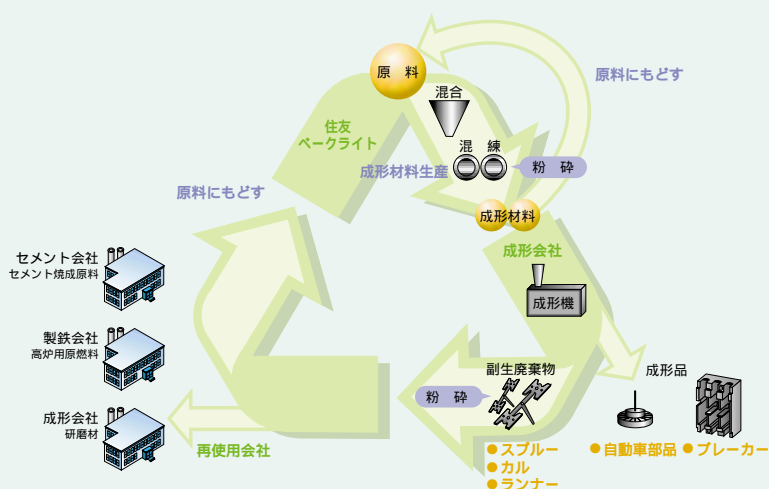 原 料
原料にもどす
混合
住友
ベークライト
混 練
成形材料生産
粉 砕
原料にもどす
成形材料
セメント会社
セメント焼成原料
成形会社
成形機
製鉄会社
高炉用原燃料
副生廃棄物
成形品
粉 砕
成形会社
研磨材
再使用会社
●スプルー
●カル
●ランナー
●自動車部品
●ブレーカー